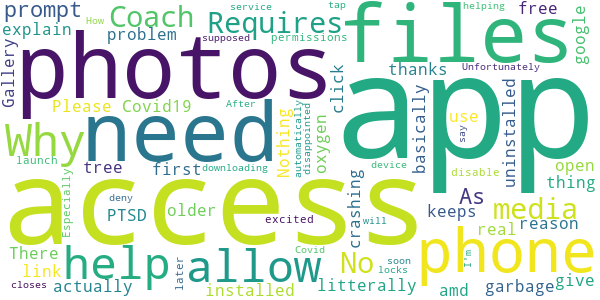 prompt
explain
Coach
Requires
How
service
tap
helping
supposed
permissions
free
google
files
Gallery
photos
problem
After
thanks
Unfortunately
click
Please
Covid19
Why
need
Nothing
automatically
disappointed
oxygen
app
basically
uninstalled
use
say
open
thing
launch
tree
first
downloading
device
disable
Especially
access
deny
PTSD
older
excited
crashing
will
keeps
As
media
real
reason
There
link
closes
help
actually
later
allow
installed
Covid
No
soon
locks
litterally
phone
I'm
amd
garbage
give